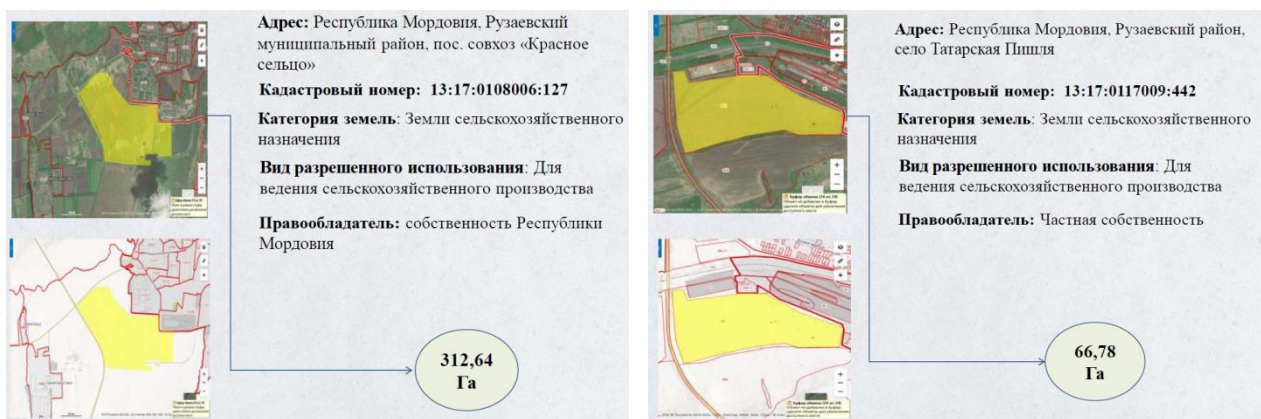 Адрес: Республика Мордовия, Рузаевский
муниципальный район, пос. совхоз «Красное
сельцо»
Кадастровый номер: 13:17:0108006:127
Категория земель: Земли сельскохозяйственного
назначения
Вид разрешенного использования: Для
ведения сельскохозяйственного производства
Правообладатель: собственность Республики
Мордовия
312,64
Га
Адрес: Республика Мордовия, Рузаевский район,
село Татарская Пишля
Кадастровый номер: 13:17:0117009:442
Категория земель: Земли сельскохозяйственного
назначения
Вид разрешенного использования: Для
ведения сельскохозяйственного производства
Правообладатель: Частная собственность
66,78
Га